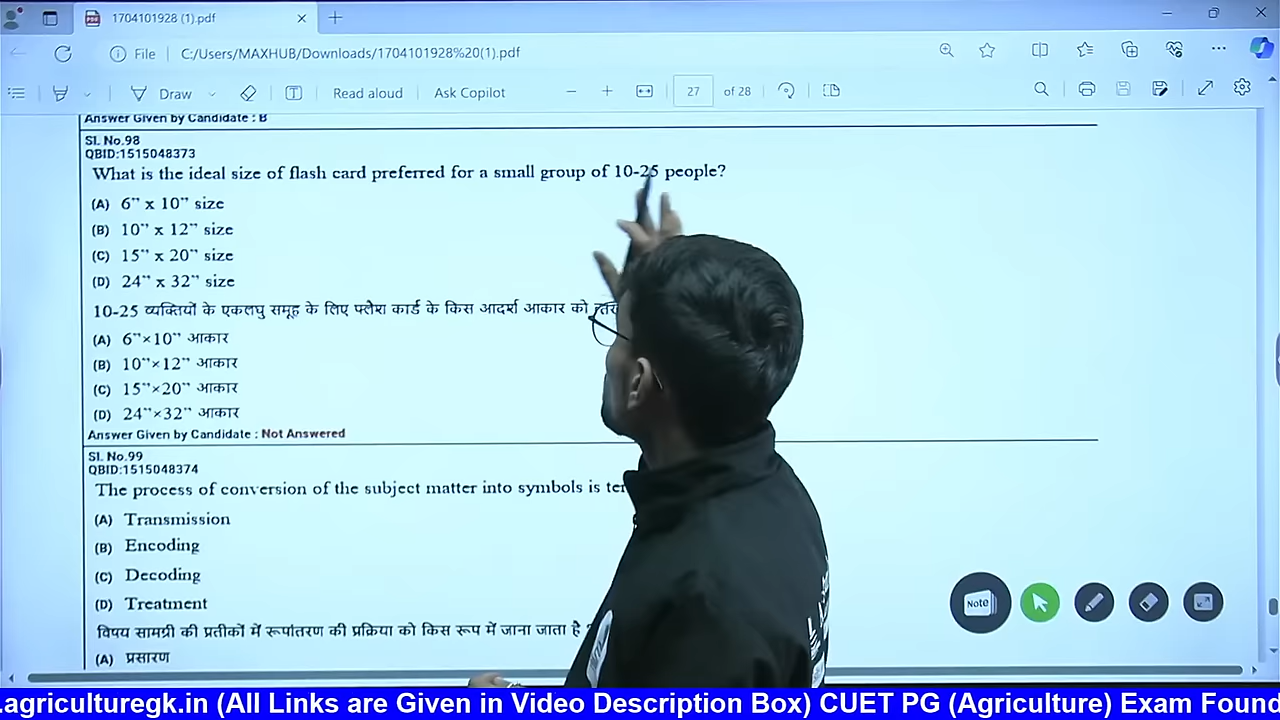 1704101928 (1).pdf
File C:/Users/MAXHUB/Downloads/1704101928%20(1).pdf
Draw Read aloud Ask Copilot 27 of 28
Answer Given by Candidate : B
SI. No.98
QBID:1515048373
What is the ideal size of flash card preferred for a small group of 10-25 people?
(A) 6" x 10" size
(B) 10" x 12" size
(C) 15" x 20" size
(D) 24" x 32" size
10-25 व्यक्तियों के एकलघु समूह के लिए फ्लैश कार्ड के किस आदर्श आकार को
(A) 6"×10" आकार
(B) 10"×12" आकार
(C) 15"×20" आकार
(D) 24"×32" आकार
Answer Given by Candidate : Not Answered
SI. No.99
QBID:1515048374
The process of conversion of the subject matter into symbols is
(A) Transmission
(B) Encoding
(C) Decoding
(D) Treatment
विषय सामग्री की प्रतीकों में रूपांतरण की प्रक्रिया को किस रूप में जाना जाता है ?
(A) प्रसारण
Note
.agriculturegk.in (All Links are Given in Video Description Box) CUET PG (Agriculture) Exam Found